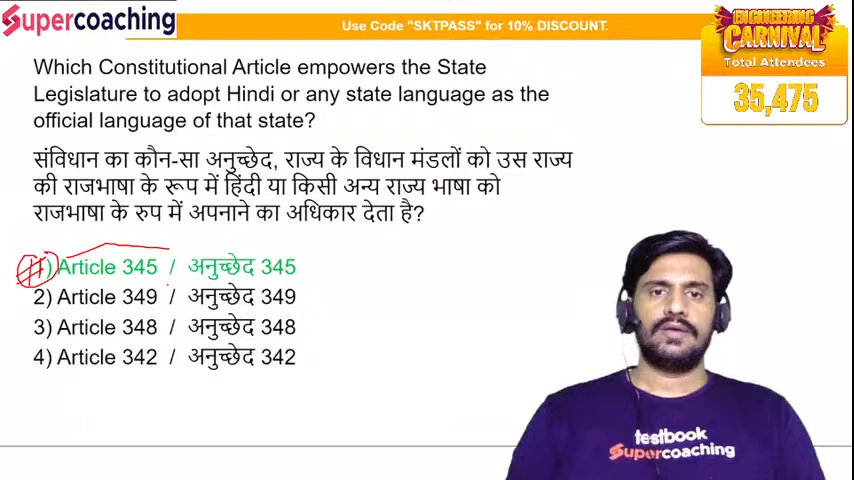 Supercoaching
Use Code "SKTPASS" for 10% DISCOUNT.
ENGINEERING
CARNIVAL
Total Attendees
35,475
Which Constitutional Article empowers the State
Legislature to adopt Hindi or any state language as the
official language of that state?
संविधान का कौन-सा अनुच्छेद, राज्य के विधान मंडलों को उस राज्य
की राजभाषा के रूप में हिंदी या किसी अन्य राज्य भाषा को
राजभाषा के रुप में अपनाने का अधिकार देता है?
1) Article 345 / अनुच्छेद 345
2) Article 349 / अनुच्छेद 349
3) Article 348 / अनुच्छेद 348
4) Article 342 / अनुच्छेद 342
testbook
Supercoaching